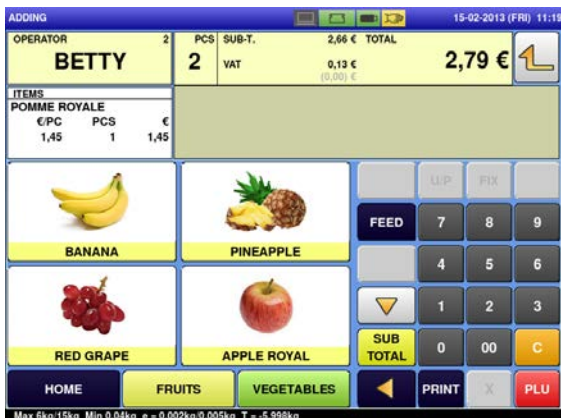 ADDING 15-02-2013 (FRI) 11:19
OPERATOR 2 PCS SUB-T. 2,66 € TOTAL
BETTY 2 VAT 0,13 € 2,79 €
(0,00) €
ITEMS
POMME ROYALE
€/PC PCS €
1,45 1 1,45
U/P FIX
BANANA PINEAPPLE FEED 7 8 9
4 5 6
1 2 3
RED GRAPE APPLE ROYAL SUB TOTAL 0 00 C
HOME FRUITS VEGETABLES PRINT X PLU
Max 6kg/15kg Min 0.04kg e = 0.002kg/0.005kg T = -5.998kg